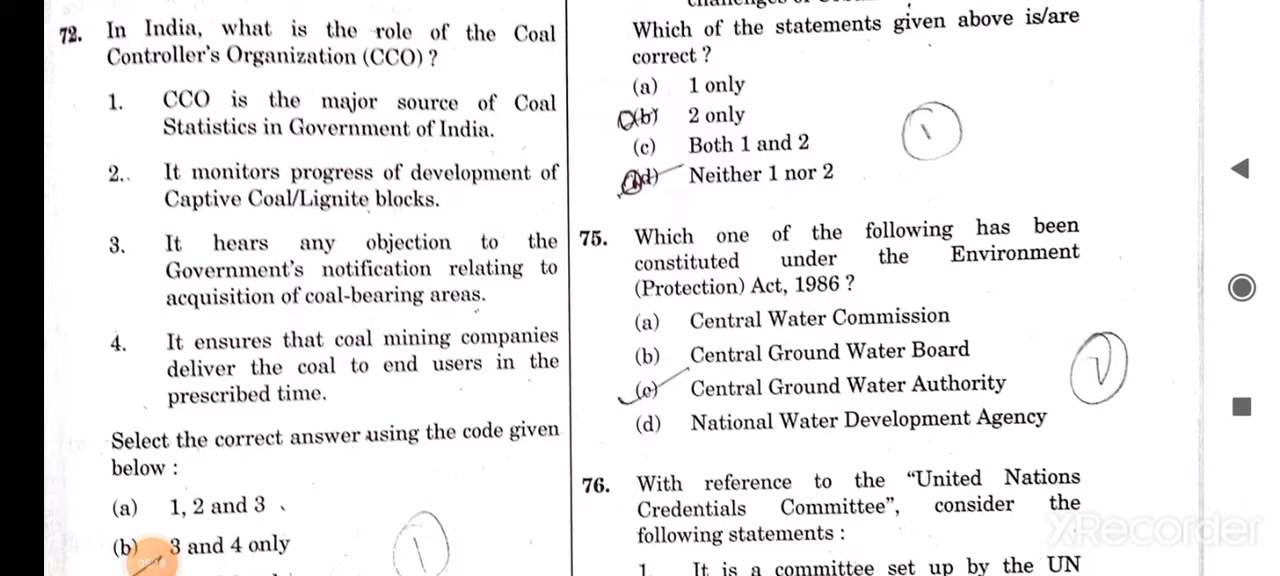 72. In India, what is the role of the Coal
Controller's Organization (CCO) ?
1. CCO is the major source of Coal
Statistics in Government of India.
2. It monitors progress of development of
Captive Coal/Lignite blocks.
3. It hears any objection to the
Government's notification relating to
acquisition of coal-bearing areas.
4. It ensures that coal mining companies
deliver the coal to end users in the
prescribed time.
Select the correct answer using the code given
below :
(a) 1, 2 and 3
(b) 3 and 4 only
Which of the statements given above is/are
correct ?
(a) 1 only
(b) 2 only
(c) Both 1 and 2
(d) Neither 1 nor 2
75. Which one of the following has been
constituted under the Environment
(Protection) Act, 1986 ?
(a) Central Water Commission
(b) Central Ground Water Board
(c) Central Ground Water Authority
(d) National Water Development Agency
76. With reference to the "United Nations
Credentials Committee", consider the
following statements :
1. It is a committee set up by the UN
XRecorder